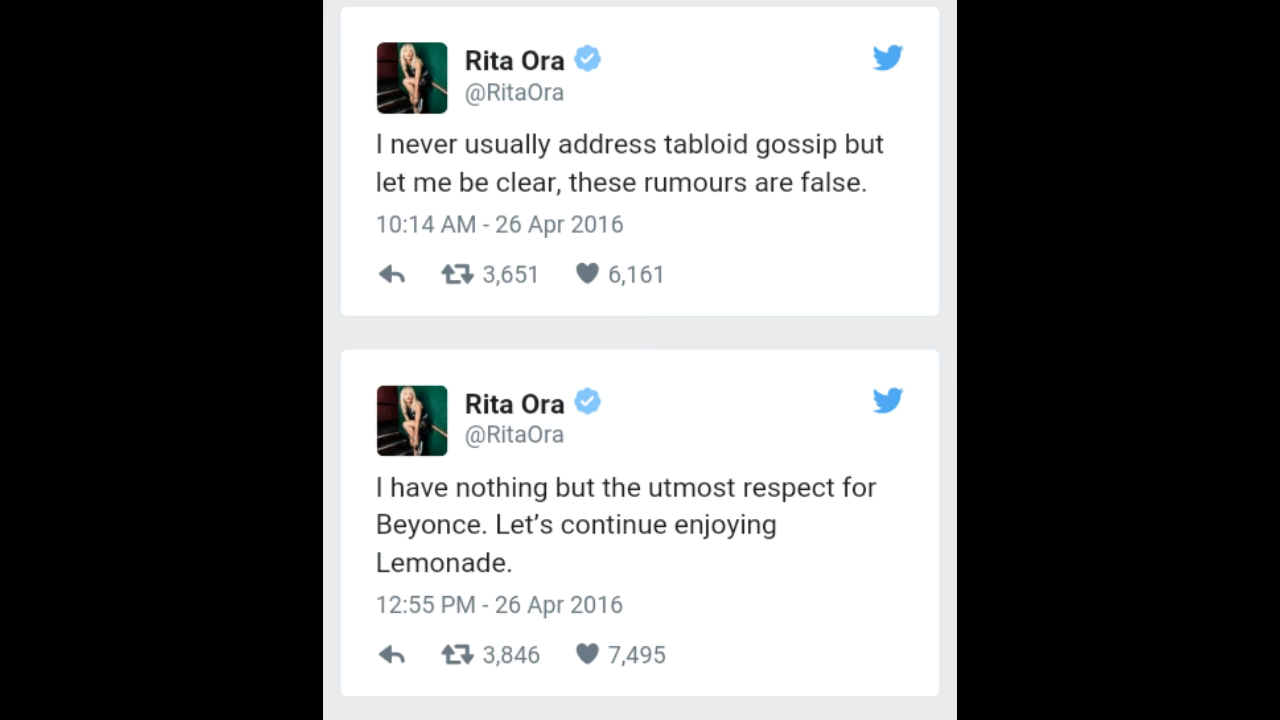 Rita Ora
@RitaOra
I never usually address tabloid gossip but
let me be clear, these rumours are false.
10:14 AM - 26 Apr 2016
3,651 6,161
Rita Ora
@RitaOra
I have nothing but the utmost respect for
Beyonce. Let’s continue enjoying
Lemonade.
12:55 PM - 26 Apr 2016
3,846 7,495